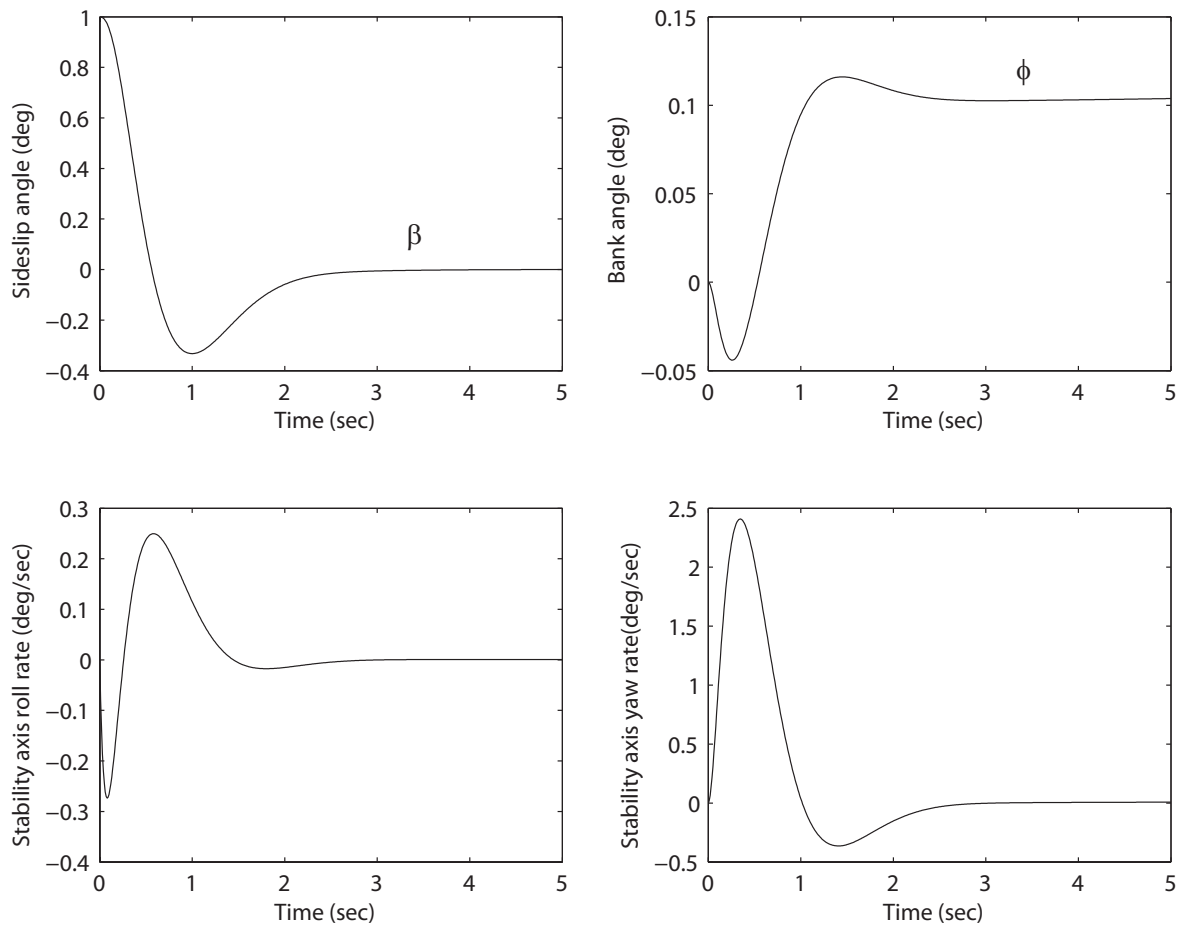 1
0.8
0.6
0.4
0.2
0
−0.2
−0.4
Sideslip angle (deg)
β
0 1 2 3 4 5
Time (sec)
0.15
0.1
0.05
0
−0.05
Bank angle (deg)
ϕ
0 1 2 3 4 5
Time (sec)
0.3
0.2
0.1
0
−0.1
−0.2
−0.3
−0.4
Stability axis roll rate (deg/sec)
0 1 2 3 4 5
Time (sec)
2.5
2
1.5
1
0.5
0
−0.5
Stability axis yaw rate(deg/sec)
0 1 2 3 4 5
Time (sec)